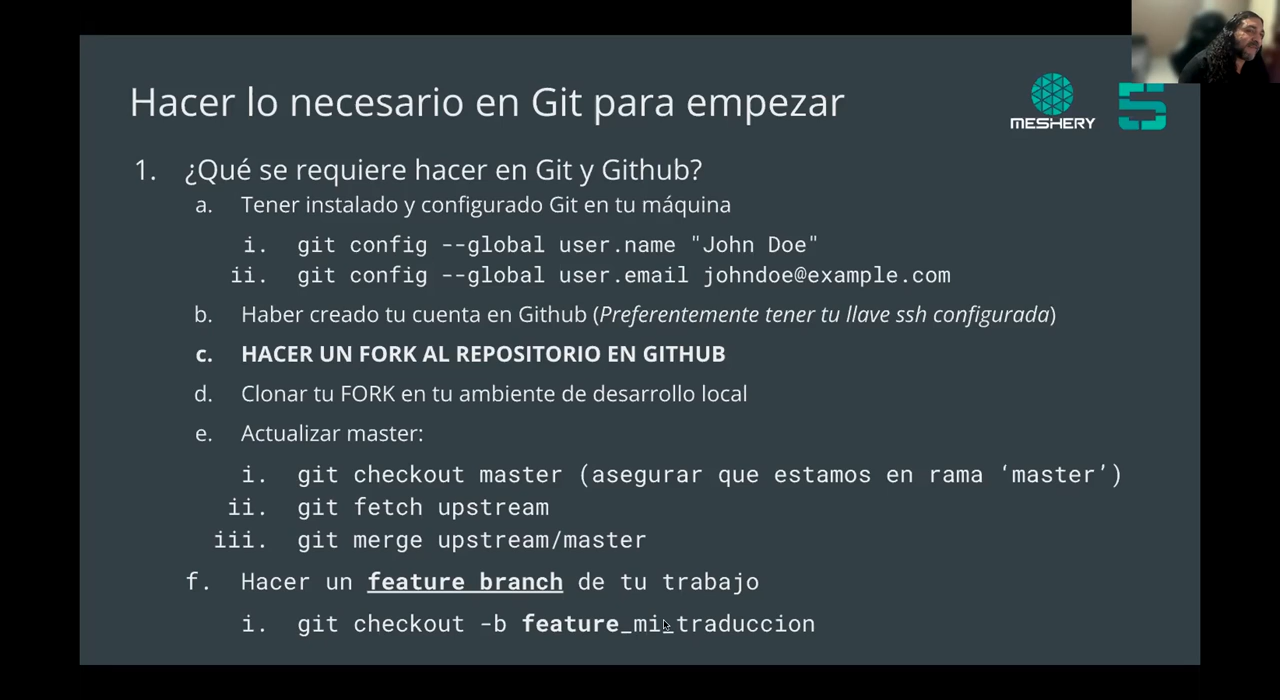 Hacer lo necesario en Git para empezar
MESHERY
1. ¿Qué se requiere hacer en Git y Github?
a. Tener instalado y configurado Git en tu máquina
i. git config --global user.name "John Doe"
ii. git config --global user.email johndoe@example.com
b. Haber creado tu cuenta en Github (Preferentemente tener tu llave ssh configurada)
c. HACER UN FORK AL REPOSITORIO EN GITHUB
d. Clonar tu FORK en tu ambiente de desarrollo local
e. Actualizar master:
i. git checkout master (asegurar que estamos en rama ‘master’)
ii. git fetch upstream
iii. git merge upstream/master
f. Hacer un feature branch de tu trabajo
i. git checkout -b feature_mi_traduccion